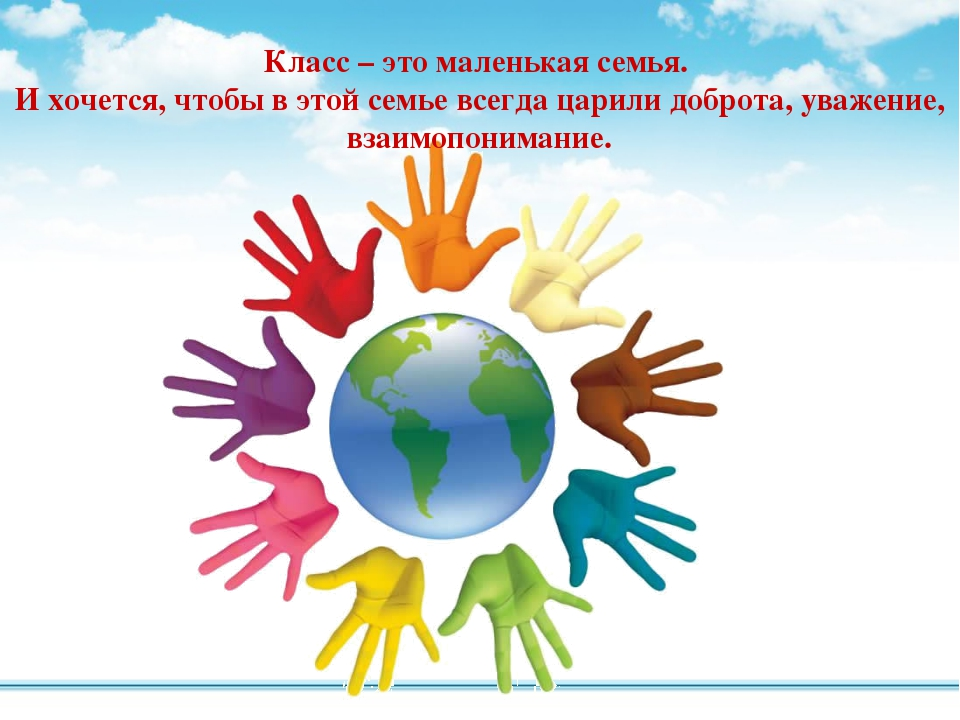 Класс – это маленькая семья.
И хочется, чтобы в этой семье всегда царили доброта, уважение,
взаимопонимание.